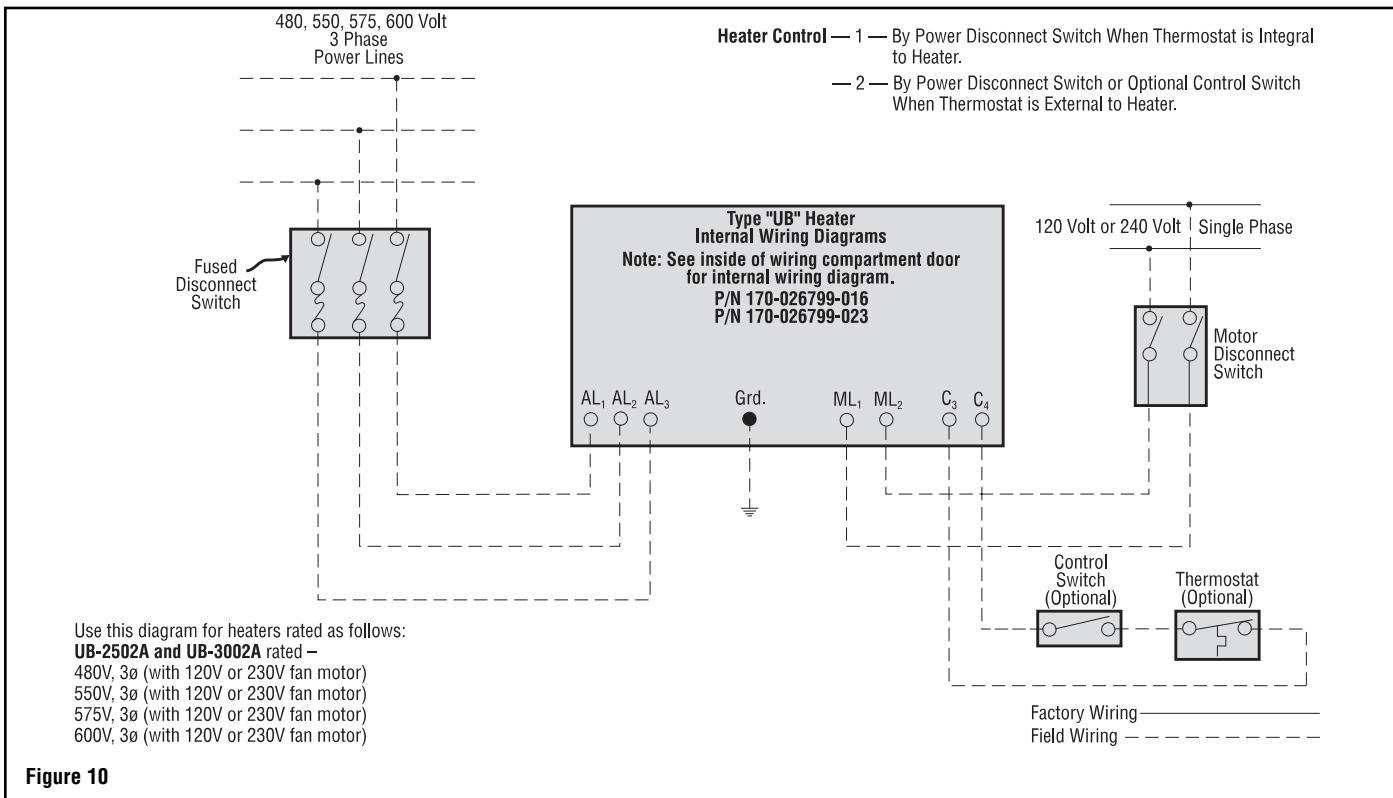 480, 550, 575, 600 Volt
3 Phase
Power Lines
Heater Control — 1 — By Power Disconnect Switch When Thermostat is Integral
to Heater.
— 2 — By Power Disconnect Switch or Optional Control Switch
When Thermostat is External to Heater.
Fused
Disconnect
Switch
Type "UB" Heater
Internal Wiring Diagrams
Note: See inside of wiring compartment door
for internal wiring diagram.
P/N 170-026799-016
P/N 170-026799-023
AL₁ AL₂ AL₃ Grd. ML₁ ML₂ C₃ C₄
120 Volt or 240 Volt Single Phase
Motor
Disconnect
Switch
Control
Switch
(Optional)
Thermostat
(Optional)
Use this diagram for heaters rated as follows:
UB-2502A and UB-3002A rated –
480V, 3ø (with 120V or 230V fan motor)
550V, 3ø (with 120V or 230V fan motor)
575V, 3ø (with 120V or 230V fan motor)
600V, 3ø (with 120V or 230V fan motor)
Factory Wiring
Field Wiring
Figure 10